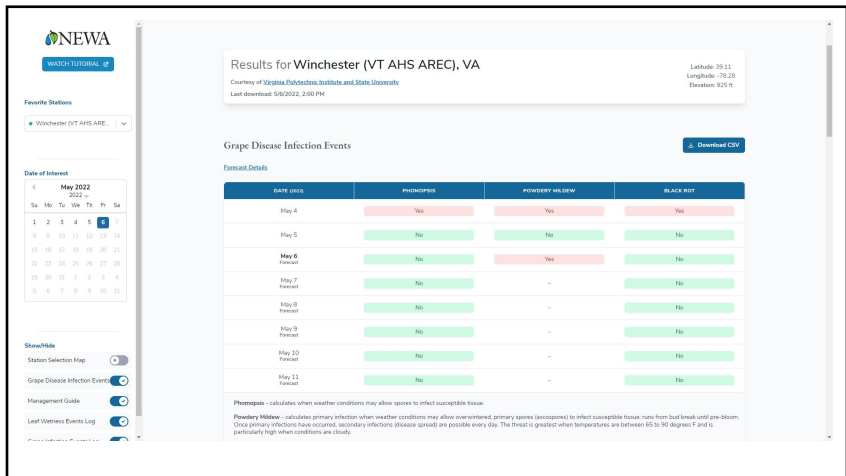 NEWA
WATCH TUTORIAL
Favorite Stations
Winchester (VT AHS ARE...
Date of Interest
May 2022
2022
Su Mo Tu We Th Fr Sa
1 2 3 4 5 6 7
8 9 10 11 12 13 14
15 16 17 18 19 20 21
22 23 24 25 26 27 28
29 30 31 1 2 3 4
5 6 7 8 9 10 11
Show/Hide
Station Selection Map
Grape Disease Infection Events
Management Guide
Leaf Wetness Events Log
Results for Winchester (VT AHS AREC), VA
Courtesy of Virginia Polytechnic Institute and State University
Last download: 5/6/2022, 2:00 PM
Latitude: 39.11
Longitude: -78.28
Elevation: 925 ft
Grape Disease Infection Events
Download CSV
Forecast Details
DATE (2022) PHOMOPSIS POWDERY MILDEW BLACK ROT
May 4 Yes Yes Yes
May 5 No No No
May 6 No Yes No
Forecast
May 7 No - No
Forecast
May 8 No - No
Forecast
May 9 No - No
Forecast
May 10 No - No
Forecast
May 11 No - No
Forecast
Phomopsis - calculates when weather conditions may allow spores to infect susceptible tissue.
Powdery Mildew - calculates primary infection when weather conditions may allow overwintered, primary spores (ascospores) to infect susceptible tissue; runs from bud break until pre-bloom.
Once primary infections have occurred, secondary infections (disease spread) are possible every day. The threat is greatest when temperatures are between 65 to 90 degrees F and is
particularly high when conditions are cloudy.